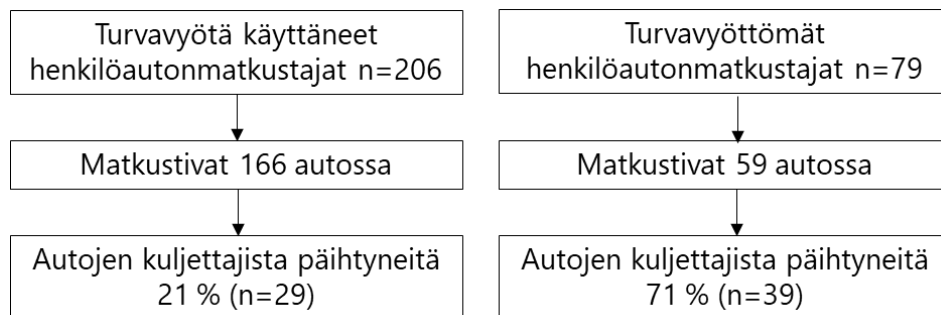 Turvavyötä käyttäneet
henkilöautonmatkustajat n=206
Matkustivat 166 autossa
Autojen kuljettajista päihtyneitä
21 % (n=29)
Turvavyöttömät
henkilöautonmatkustajat n=79
Matkustivat 59 autossa
Autojen kuljettajista päihtyneitä
71 % (n=39)